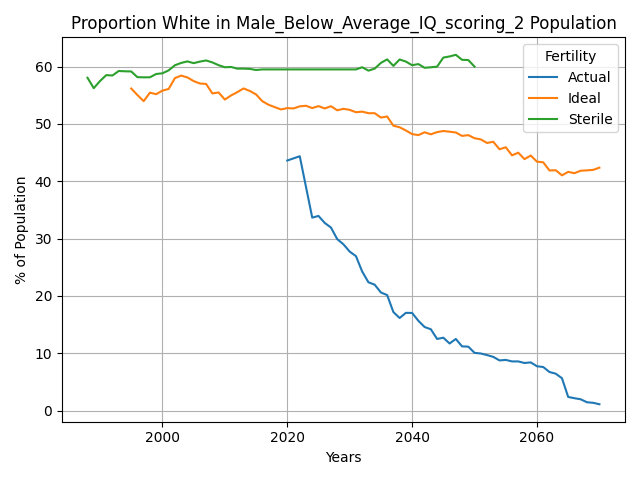 Proportion White in Male_Below_Average_IQ_scoring_2 Population
Fertility
Actual
Ideal
Sterile
% of Population
60
50
40
30
20
10
0
2000
2020
2040
2060
Years